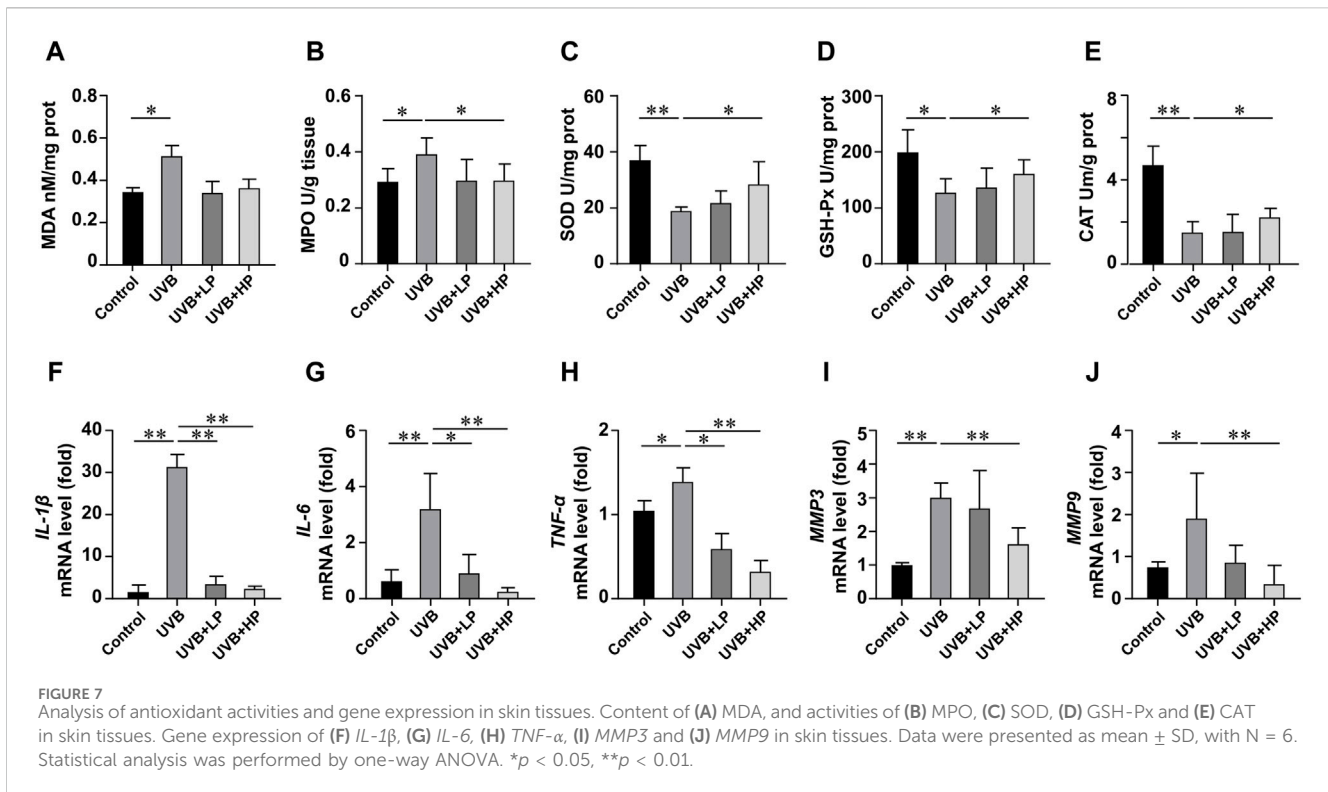 A
B
C
D
E
MDA nM/mg prot
0.8
0.6
0.4
0.2
0
*
Control
UVB
UVB+LP
UVB+HP
MPO U/g tissue
0.6
0.4
0.2
0.0
*
*
Control
UVB
UVB+LP
UVB+HP
SOD U/mg prot
60
40
20
0
**
*
Control
UVB
UVB+LP
UVB+HP
GSH-Px U/mg prot
300
200
100
0
*
*
Control
UVB
UVB+LP
UVB+HP
CAT Um/g prot
8
6
4
2
0
**
*
Control
UVB
UVB+LP
UVB+HP
F
G
H
I
J
IL-1β
mRNA level (fold)
40
30
20
10
0
**
**
**
Control
UVB
UVB+LP
UVB+HP
IL-6
mRNA level (fold)
6
4
2
0
**
*
**
Control
UVB
UVB+LP
UVB+HP
TNF-α
mRNA level (fold)
2
1
0
*
*
**
Control
UVB
UVB+LP
UVB+HP
MMP3
mRNA level (fold)
5
4
3
2
1
0
**
**
Control
UVB
UVB+LP
UVB+HP
MMP9
mRNA level (fold)
4
3
2
1
0
*
**
Control
UVB
UVB+LP
UVB+HP
FIGURE 7
Analysis of antioxidant activities and gene expression in skin tissues. Content of (A) MDA, and activities of (B) MPO, (C) SOD, (D) GSH-Px and (E) CAT
in skin tissues. Gene expression of (F) IL-1β, (G) IL-6, (H) TNF-α, (I) MMP3 and (J) MMP9 in skin tissues. Data were presented as mean ± SD, with N = 6.
Statistical analysis was performed by one-way ANOVA. *p < 0.05, **p < 0.01.